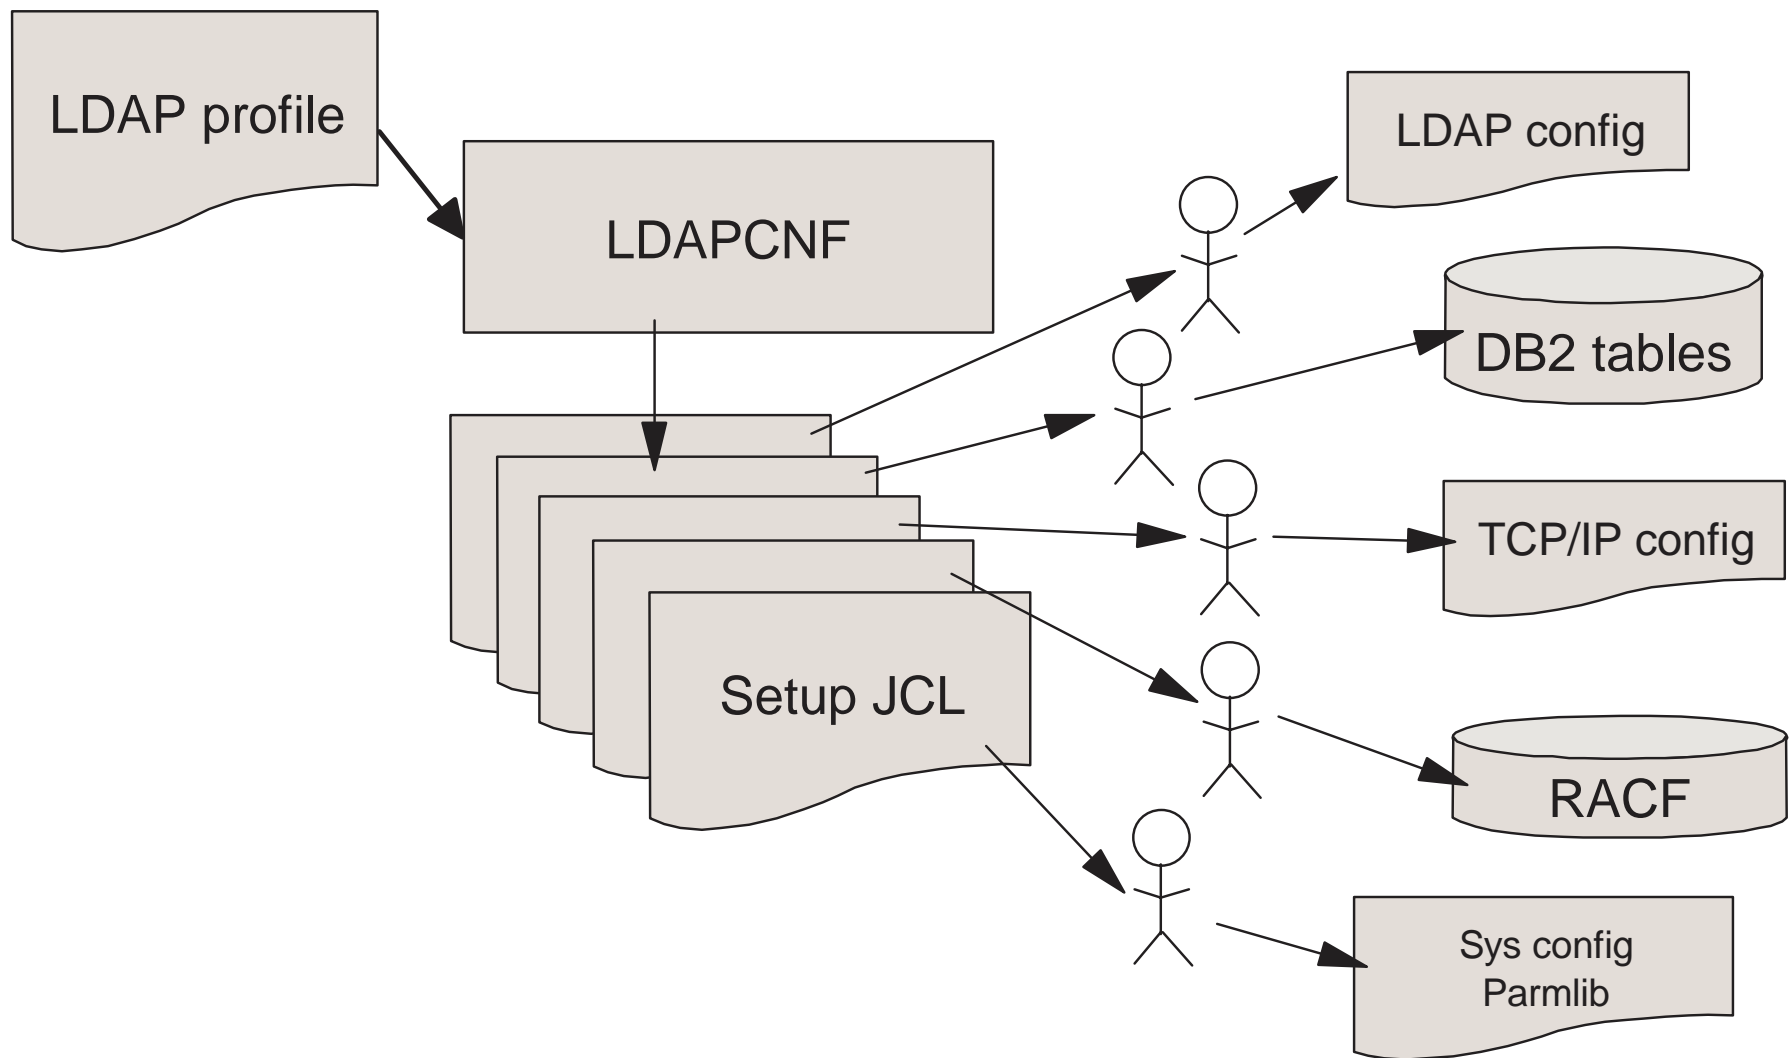 LDAP profile
LDAPCNF
Setup JCL
LDAP config
DB2 tables
TCP/IP config
RACF
Sys config
Parmlib